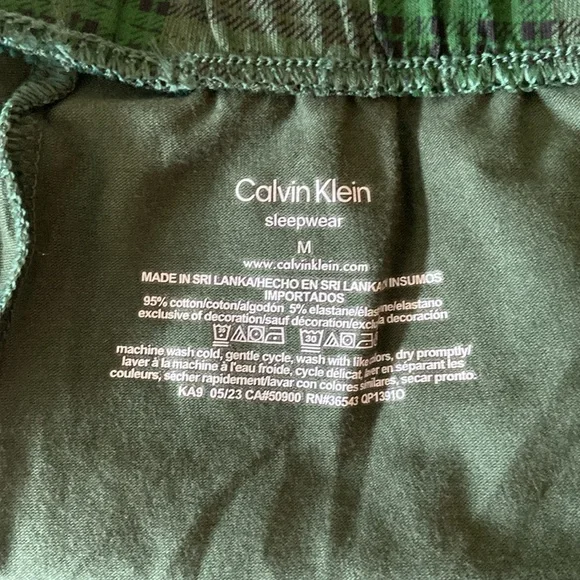 Calvin Klein
sleepwear
M
www.calvinklein.com
MADE IN SRI LANKA/HECHO EN SRI LANKA INSUMOS
IMPORTADOS
95% cotton/coton/algodón 5% elastane/élasthanne/elastano
exclusive of decoration/sauf décoration/excluida decoración
30
machine wash cold, gentle cycle, wash with like colors, dry promptly/
laver à la machine à l'eau froide, cycle délicat, laver en séparant les
couleurs, sécher rapidement/lavar con colores similares, secar pronto.
KA9 05/23 CA#50900 RN#36543 QP1391O